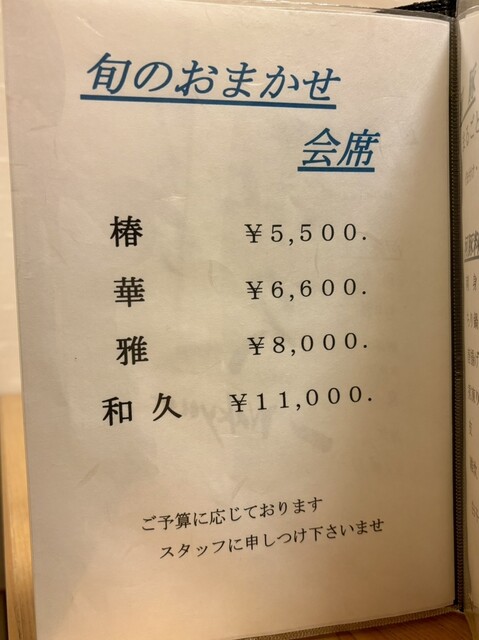 旬のおまかせ
会席
椿 ¥5,500.
華 ¥6,600.
雅 ¥8,000.
和久 ¥11,000.
ご予算に応じております
スタッフに申しつけ下さいませ